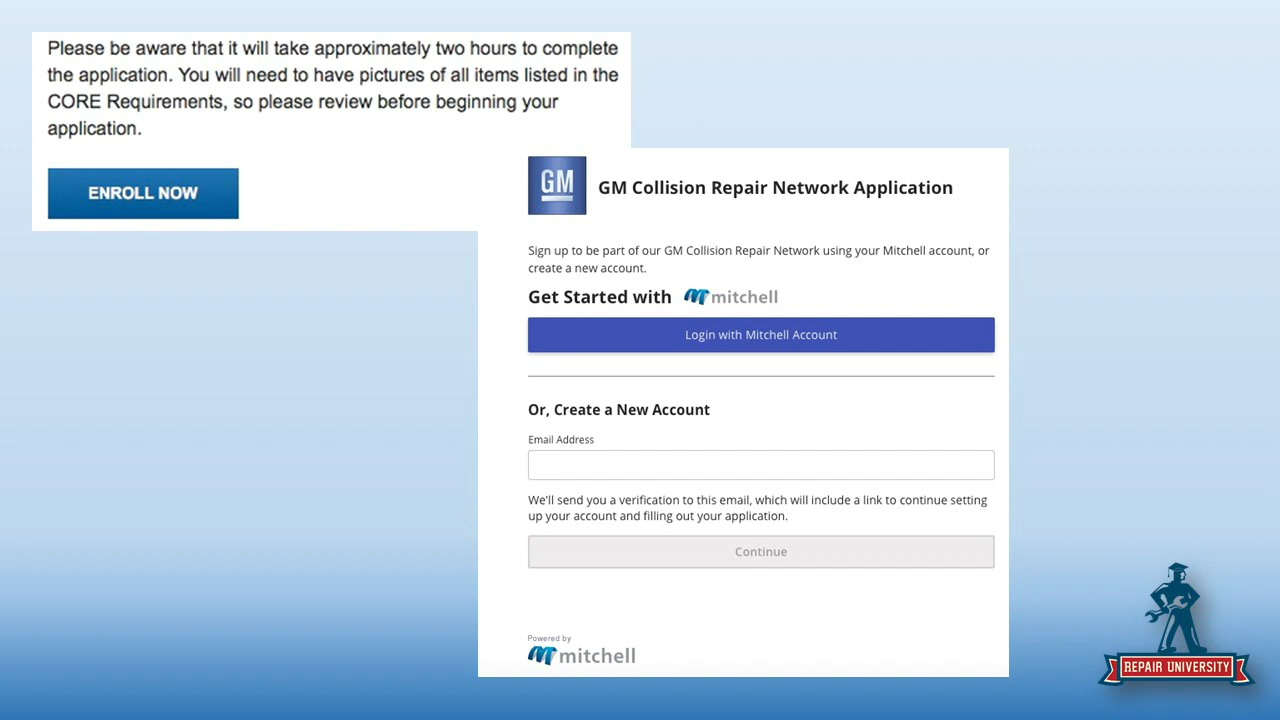 Please be aware that it will take approximately two hours to complete
the application. You will need to have pictures of all items listed in the
CORE Requirements, so please review before beginning your
application.
ENROLL NOW
GM
GM Collision Repair Network Application
Sign up to be part of our GM Collision Repair Network using your Mitchell account, or
create a new account.
Get Started with mitchell
Login with Mitchell Account
Or, Create a New Account
Email Address
We'll send you a verification to this email, which will include a link to continue setting
up your account and filling out your application.
Continue
Powered by
mitchell
REPAIR UNIVERSITY